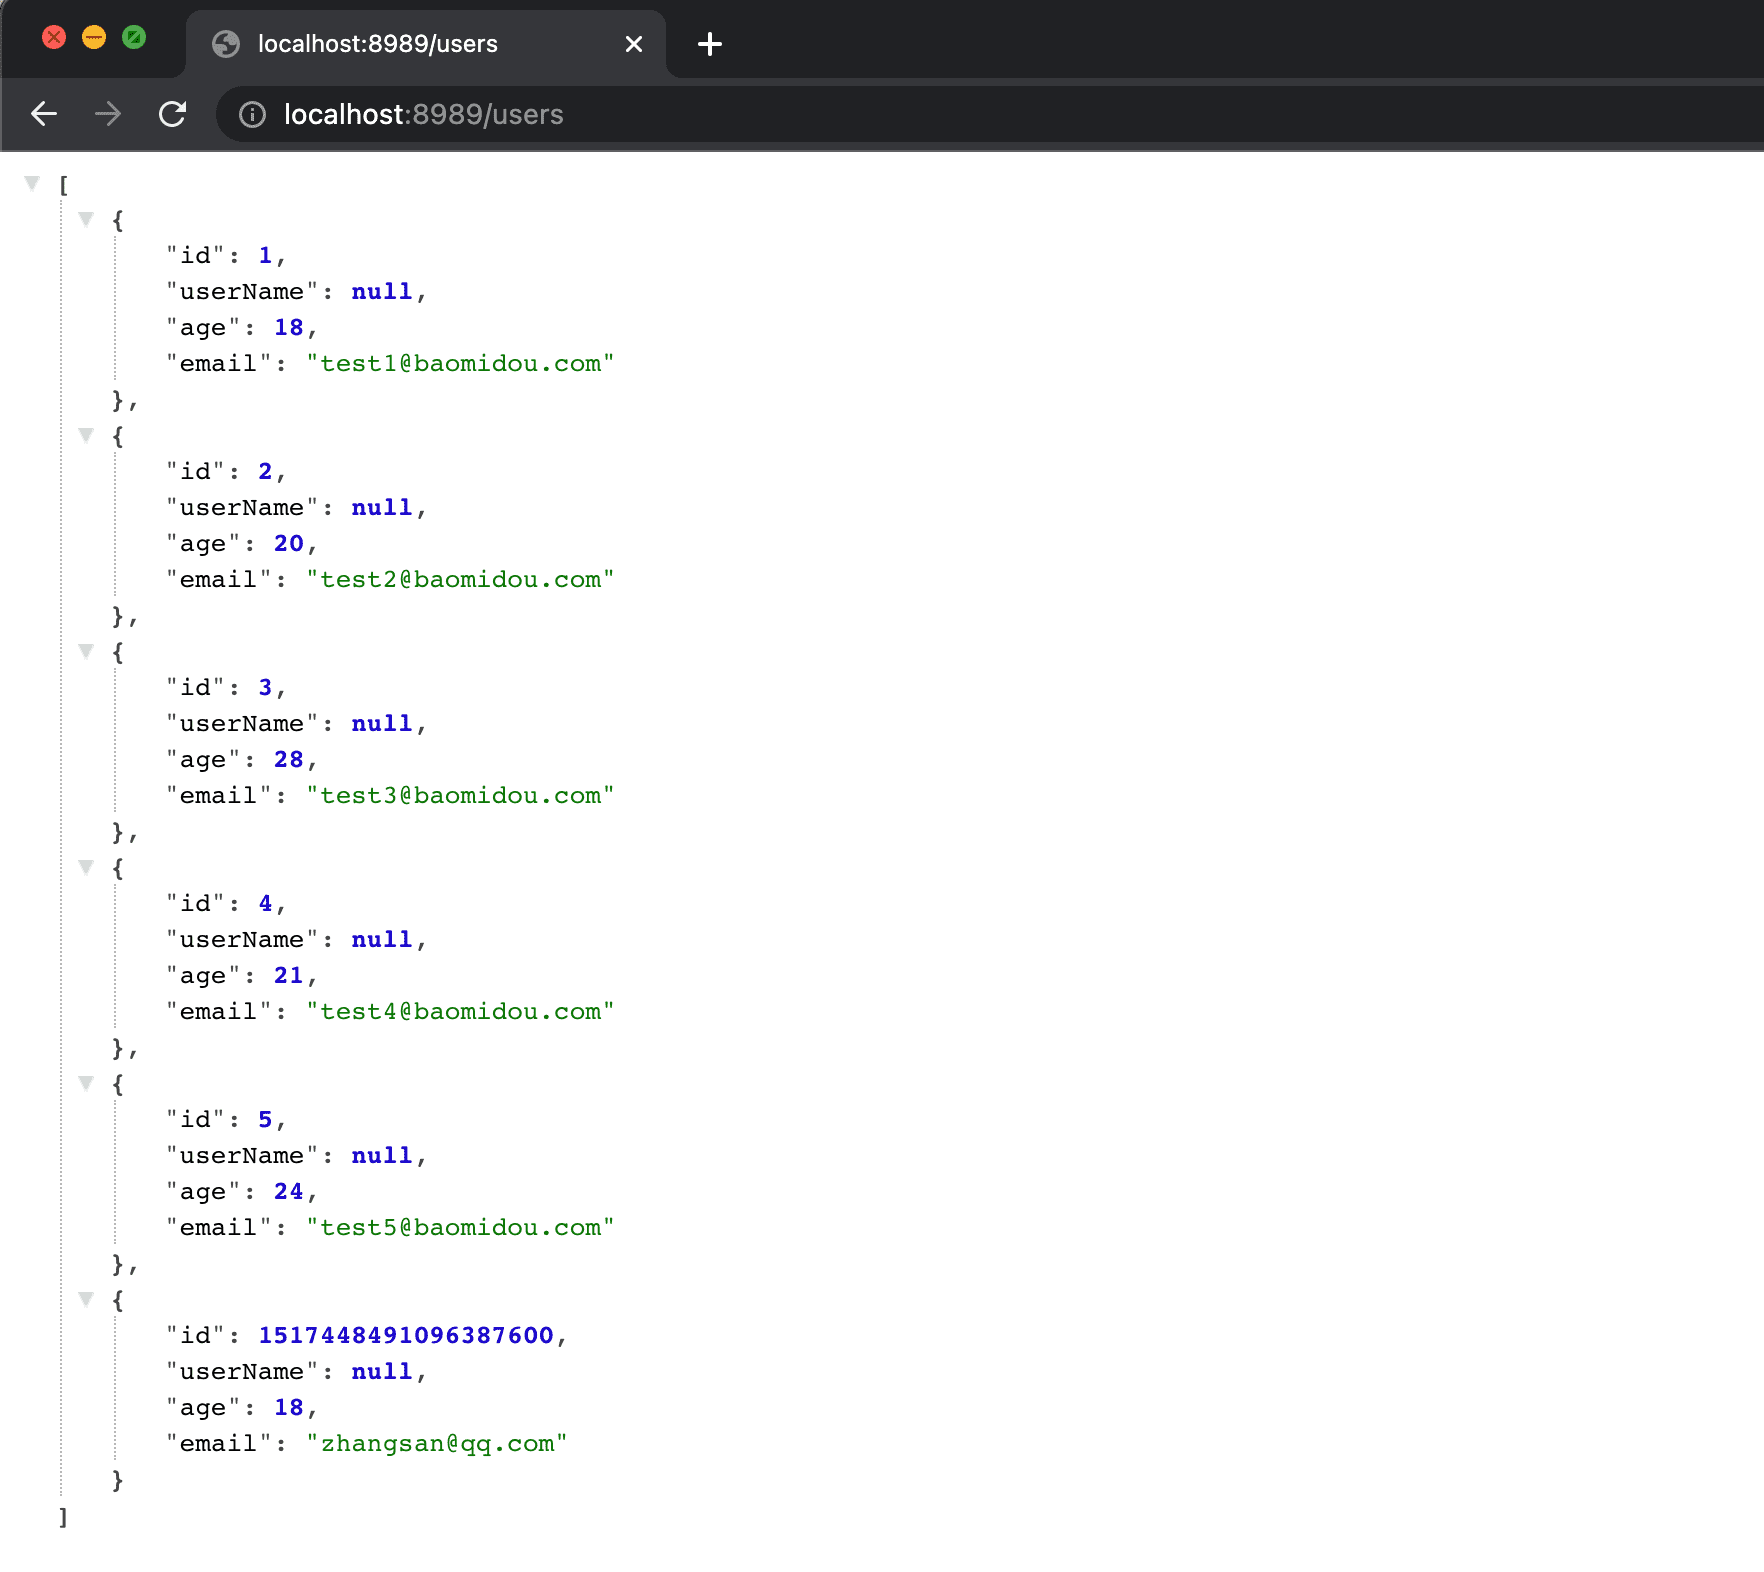 localhost:8989/users
localhost:8989/users
[
{
"id": 1,
"userName": null,
"age": 18,
"email": "test1@baomidou.com"
},
{
"id": 2,
"userName": null,
"age": 20,
"email": "test2@baomidou.com"
},
{
"id": 3,
"userName": null,
"age": 28,
"email": "test3@baomidou.com"
},
{
"id": 4,
"userName": null,
"age": 21,
"email": "test4@baomidou.com"
},
{
"id": 5,
"userName": null,
"age": 24,
"email": "test5@baomidou.com"
},
{
"id": 1517448491096387600,
"userName": null,
"age": 18,
"email": "zhangsan@qq.com"
}
]